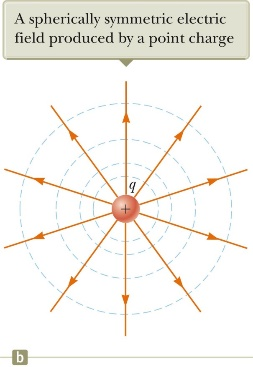 A spherically symmetric electric
field produced by a point charge
q
+
b